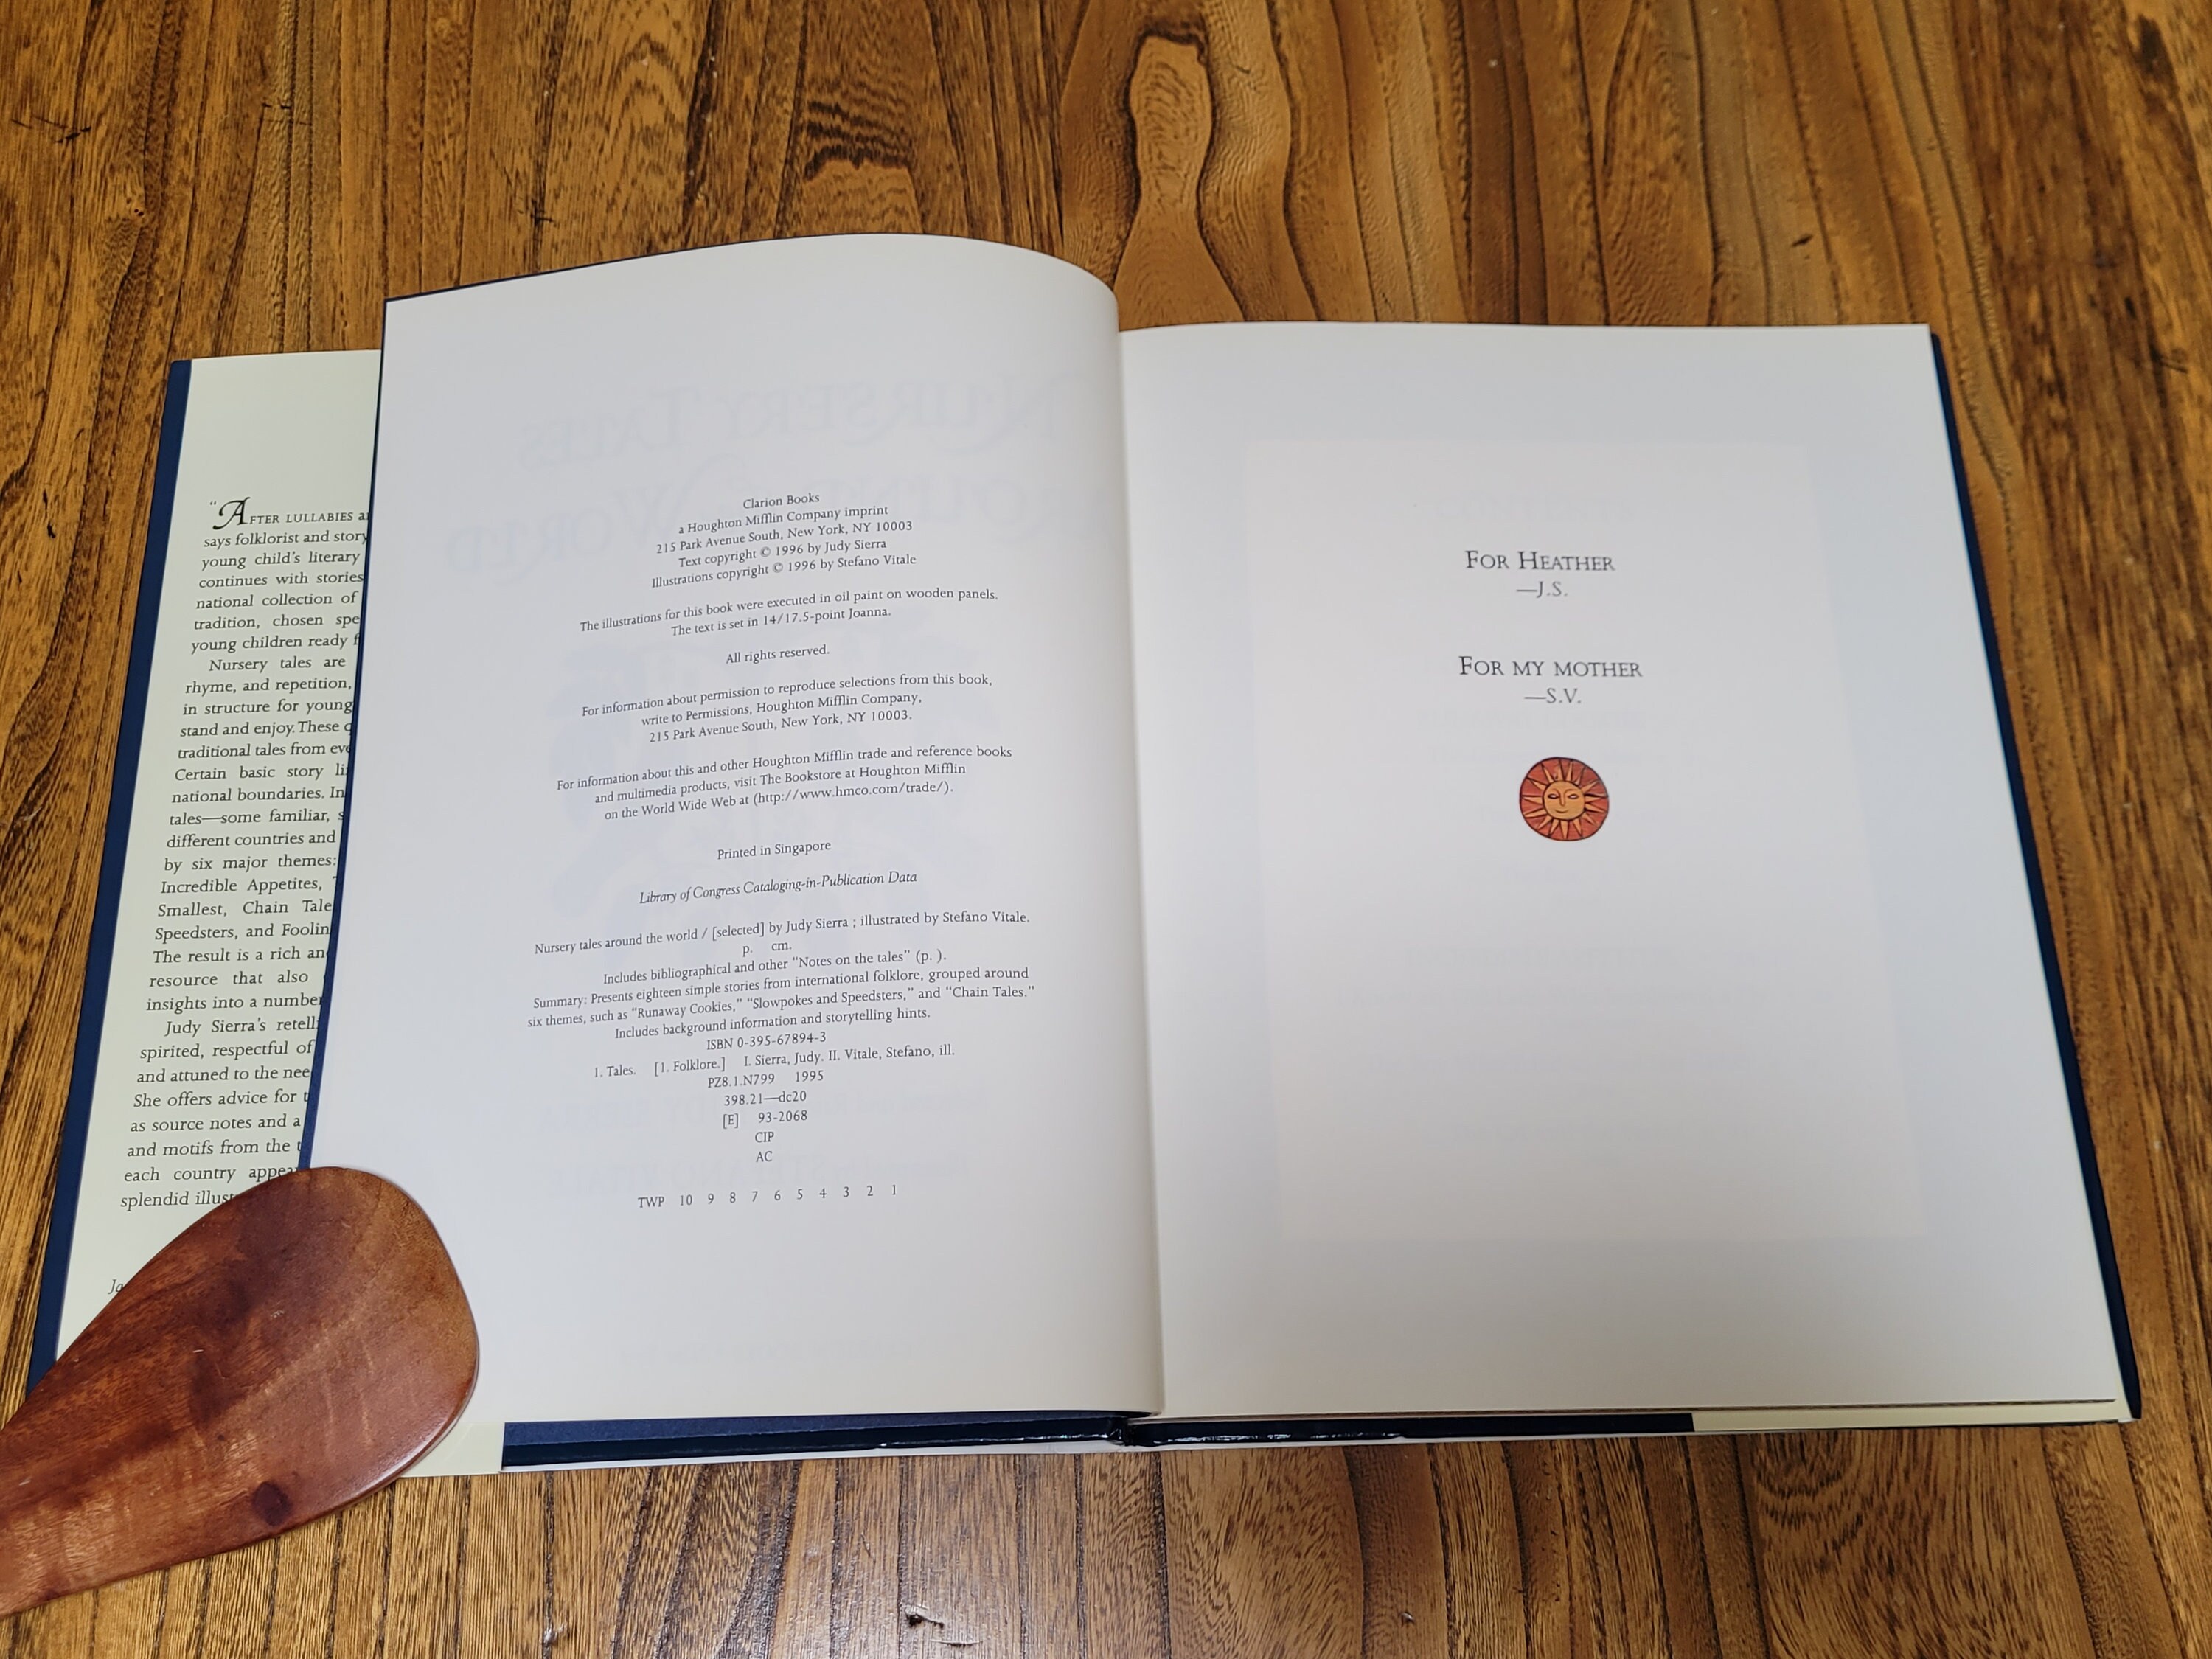 “AFTER LULLABIES
says folklorist and
young child’s literary
continues with stories
national collection of
tradition, chosen
young children ready
Nursery tales are
rhyme, and repetition,
in structure for young
stand and enjoy. These
traditional tales from
Certain basic story
national boundaries. In
tales—some familiar,
different countries and
by six major themes:
Incredible Appetites,
Smallest, Chain
Speedsters, and
The result is a rich
resource that also
insights into a number
Judy Sierra’s
spirited, respectful of
and attuned to the
She offers advice for
as source notes and a
and motifs from the
each country
splendid
Clarion Books
a Houghton Mifflin Company imprint
215 Park Avenue South, New York, NY 10003
Text copyright © 1996 by Judy Sierra
Illustrations copyright © 1996 by Stefano Vitale
The illustrations for this book were executed in oil paint on wooden panels.
The text is set in 14/17.5-point Joanna.
All rights reserved.
For information about permission to reproduce selections from this book,
write to Permissions, Houghton Mifflin Company,
215 Park Avenue South, New York, NY 10003.
For information about this and other Houghton Mifflin trade and reference books
and multimedia products, visit The Bookstore at Houghton Mifflin
on the World Wide Web at (http://www.hmco.com/trade/).
Printed in Singapore
Library of Congress Cataloging-in-Publication Data
Nursery tales around the world / [selected] by Judy Sierra ; illustrated by Stefano Vitale.
p. cm.
Includes bibliographical and other “Notes on the tales” (p. ).
Summary: Presents eighteen simple stories from international folklore, grouped around
six themes, such as “Runaway Cookies,” “Slowpokes and Speedsters,” and “Chain Tales.”
Includes background information and storytelling hints.
ISBN 0-395-67894-3
1. Tales. [1. Folklore.] I. Sierra, Judy. II. Vitale, Stefano, ill.
PZ8.1.N799 1995
398.21—dc20
[E] 93-2068
CIP
AC
TWP 10 9 8 7 6 5 4 3 2 1
FOR HEATHER
—J.S.
FOR MY MOTHER
—S.V.